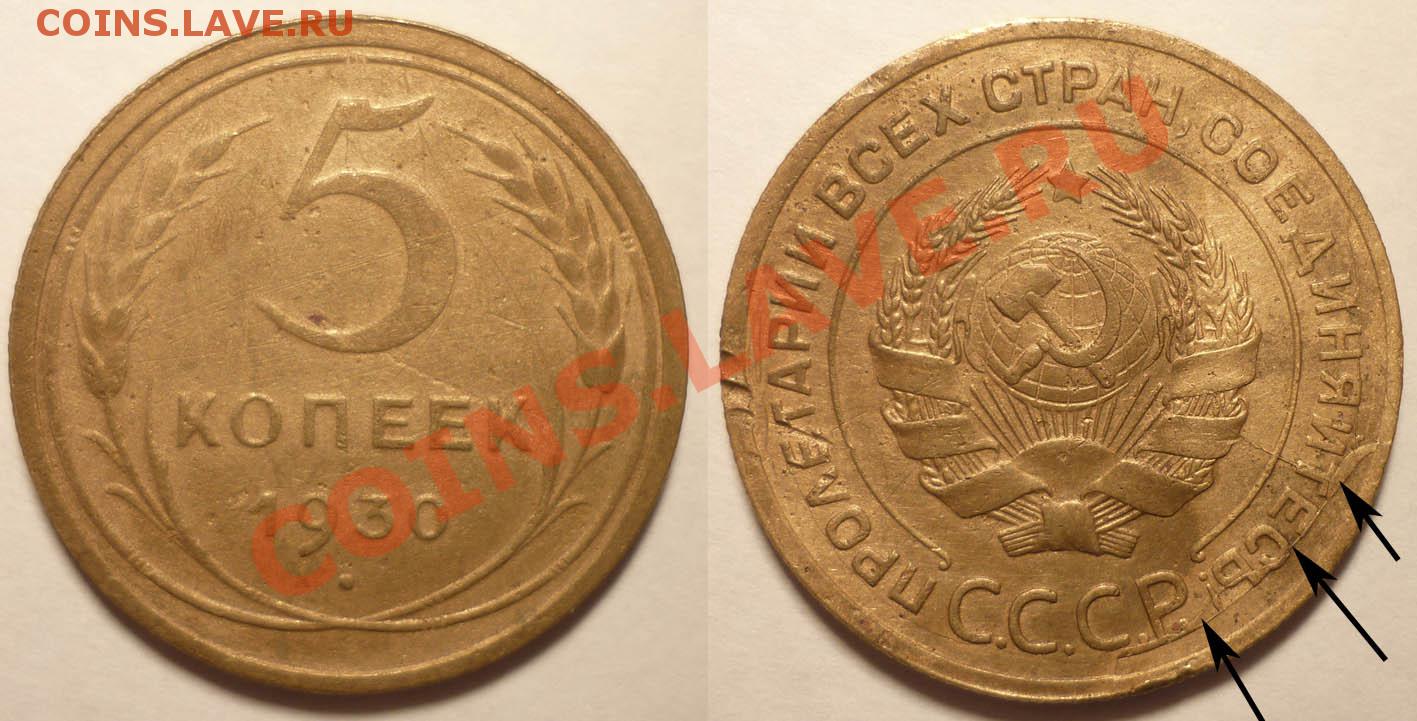 COINS.LAVE.RU
5
КОПЕЕК
1930
ПРОЛЕТАРИИ ВСЕХ СТРАН, СОЕДИНЯЙТЕСЬ!
С.С.С.Р.
COINS.LAVE.RU